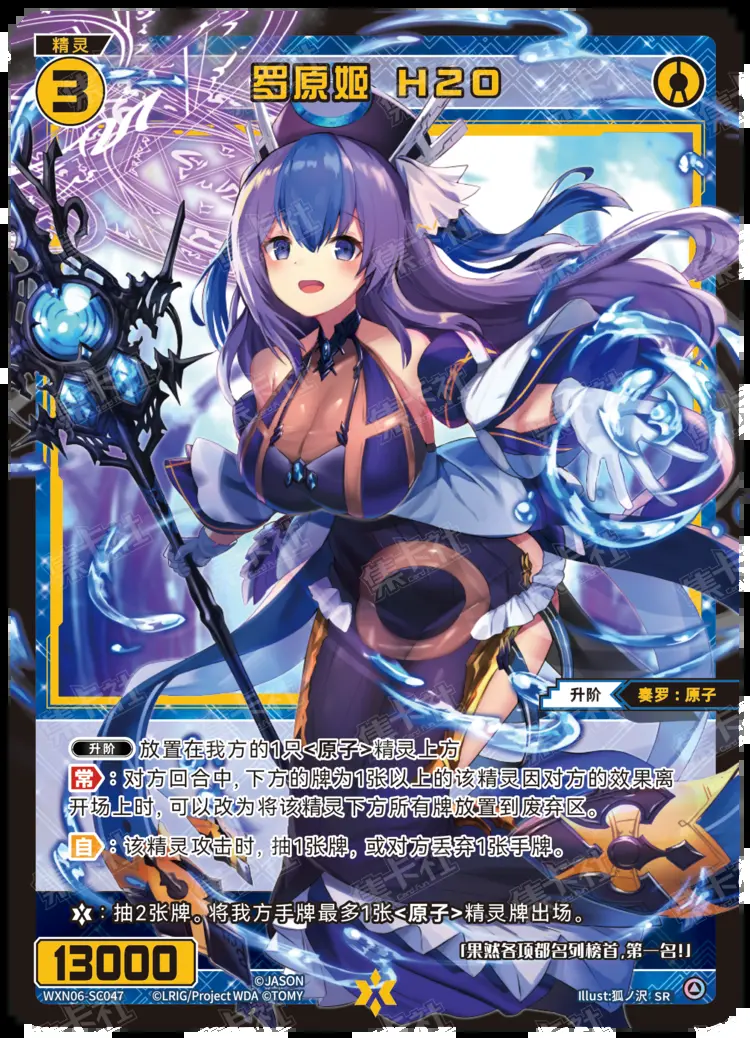 精灵
3
罗原姬 H2O
升阶 奏罗：原子
升阶 放置在我方的1只<原子>精灵上方
常：对方回合中，下方的牌为1张以上的该精灵因对方的效果离
开场上时，可以改为将该精灵下方所有牌放置到废弃区。
自：该精灵攻击时，抽1张牌，或对方丢弃1张手牌。
：抽2张牌。将我方手牌最多1张<原子>精灵牌出场。
「果然各项都名列榜首，第一名！」
13000
©JASON
WXN06-SC047 ©LRIG/Project WDA ©TOMY
Illust:狐ノ沢 SR
集卡社